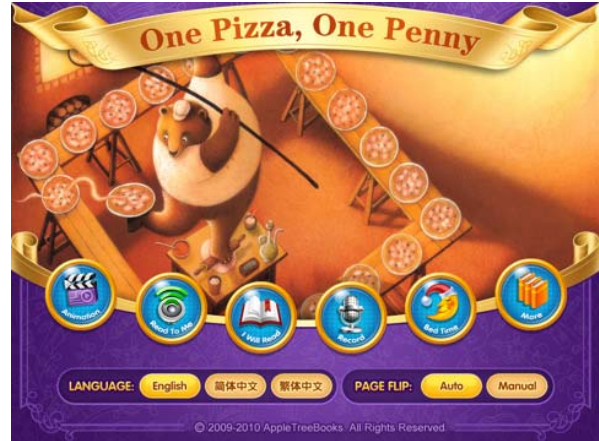 One Pizza, One Penny
Animation
Read To Me
I Will Read
Record
Bed Time
More
LANGUAGE: English 简体中文 繁体中文 PAGE FLIP: Auto Manual
© 2009-2010 AppleTreeBooks. All Rights Reserved